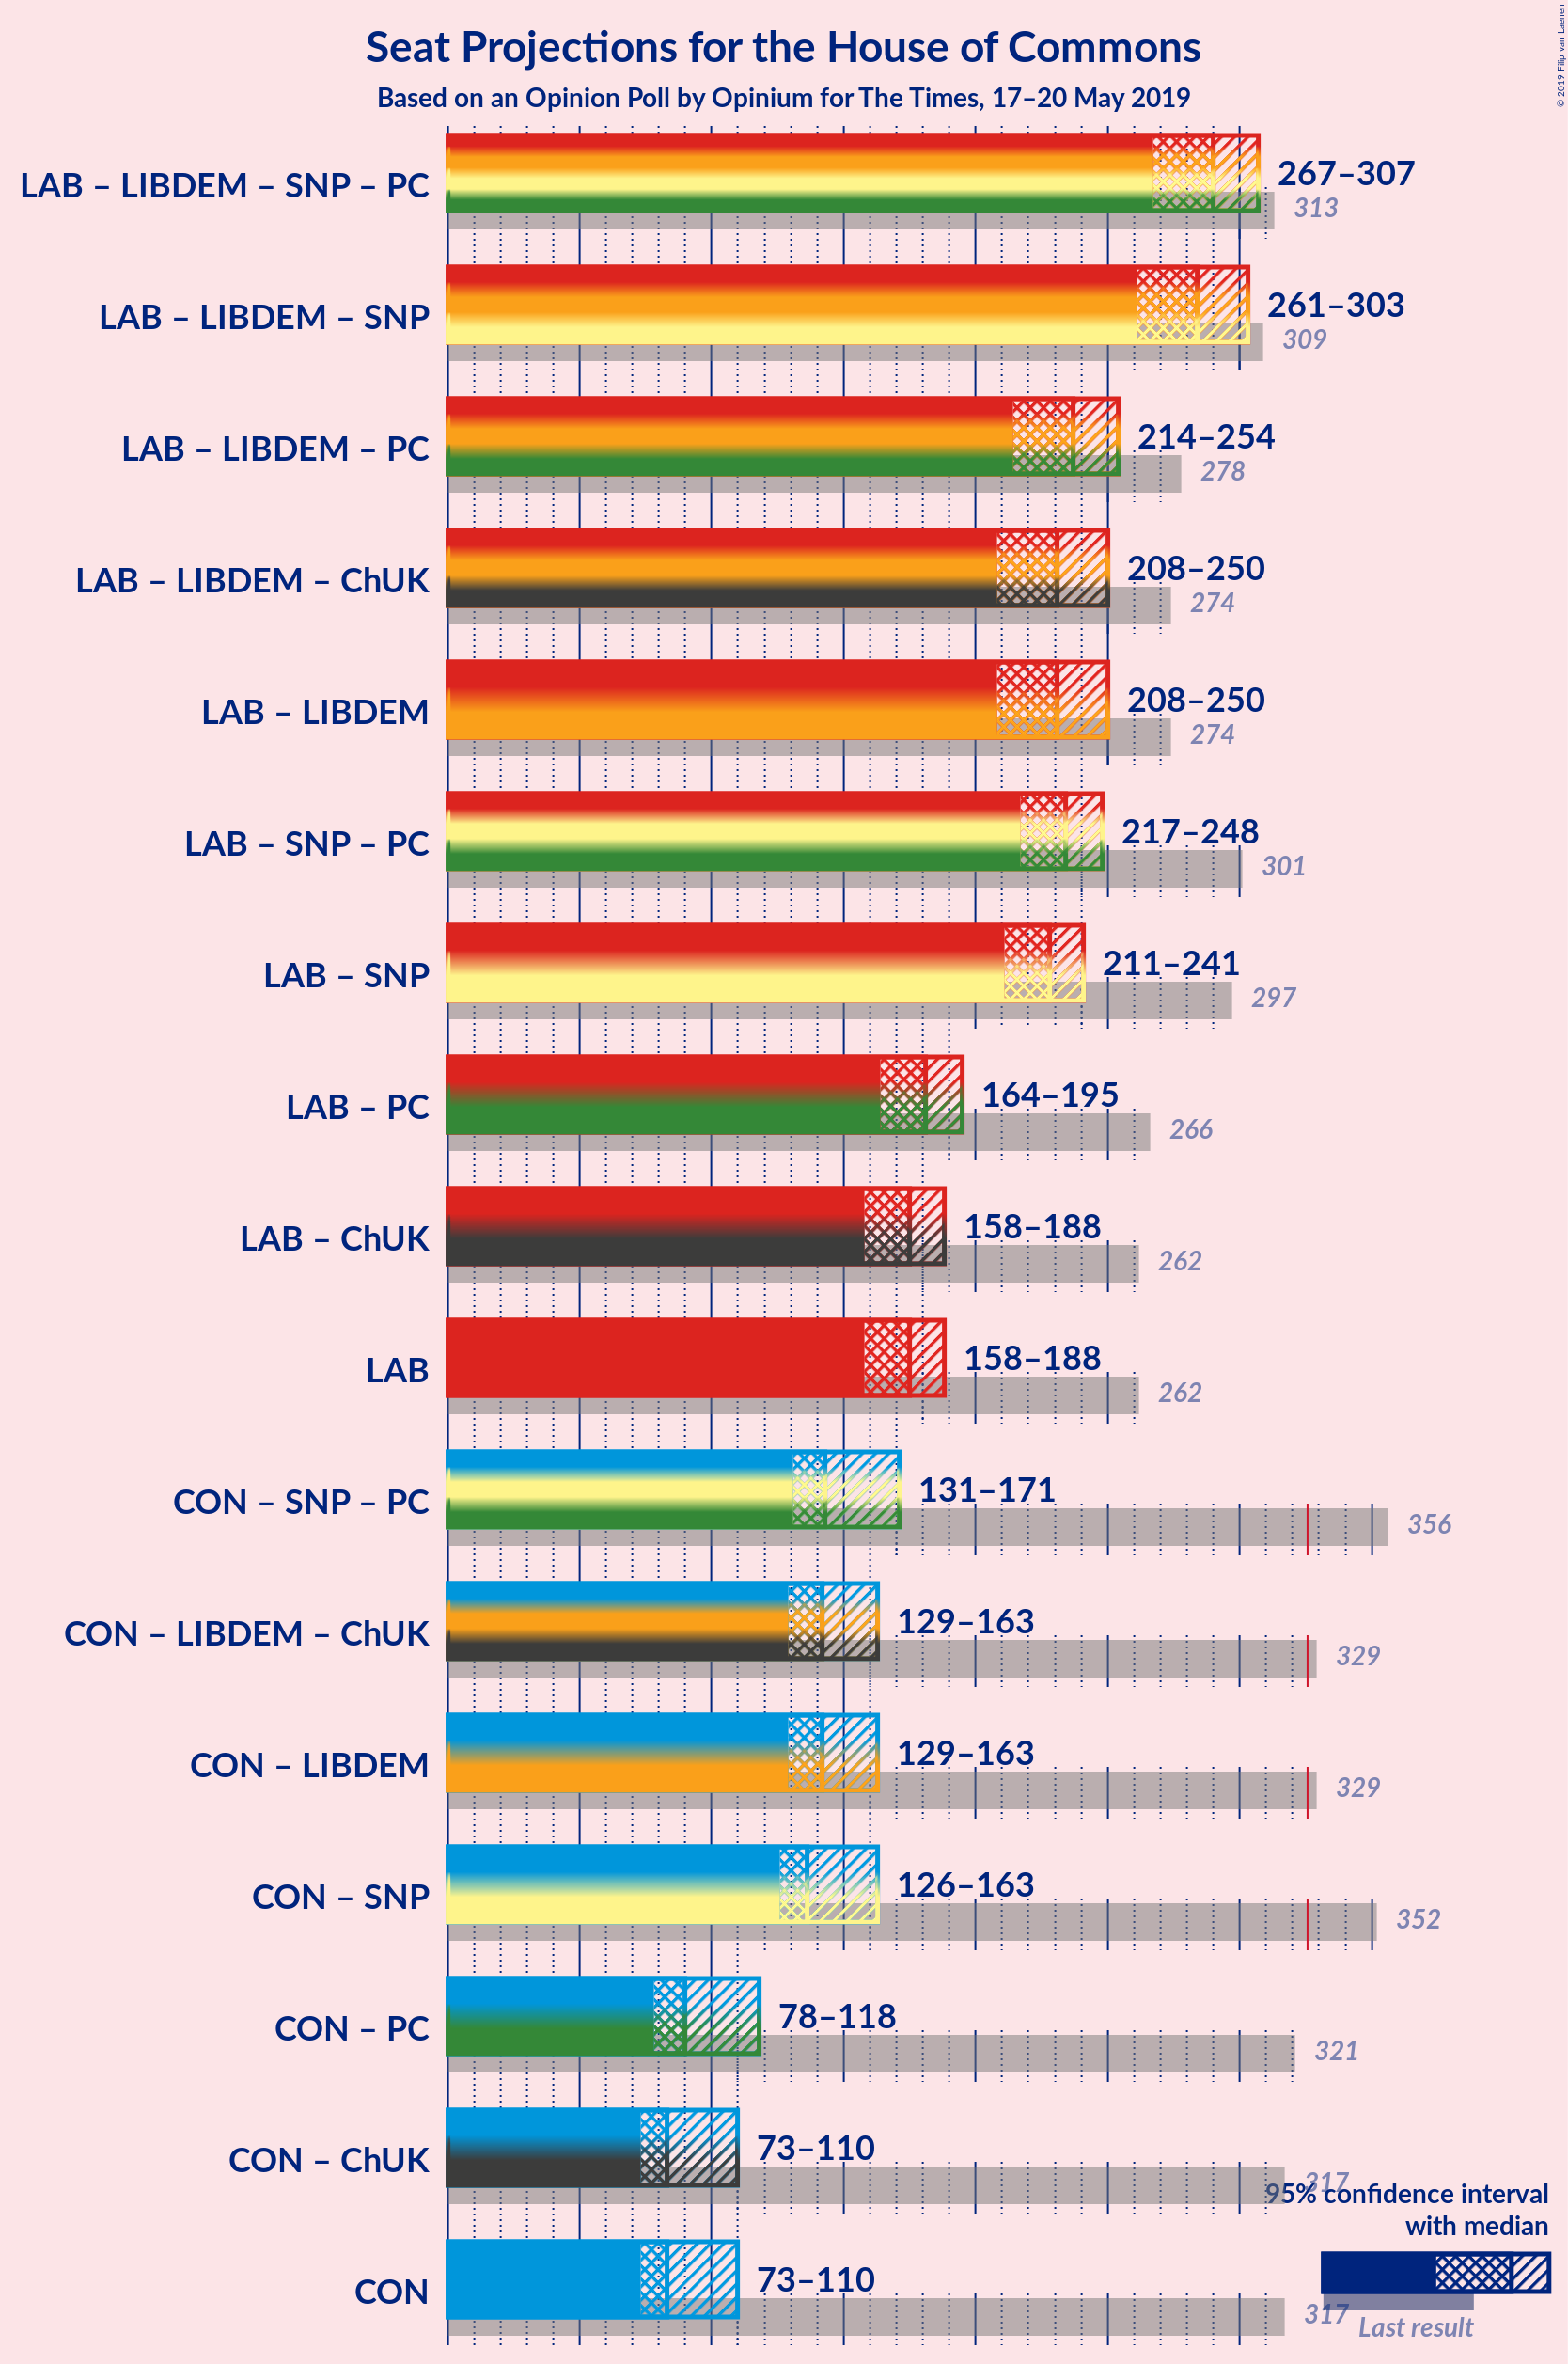 Seat Projections for the House of Commons
Based on an Opinion Poll by Opinium for The Times, 17–20 May 2019
© 2019 Filip van Laenen
LAB – LIBDEM – SNP – PC
267–307
313
LAB – LIBDEM – SNP
261–303
309
LAB – LIBDEM – PC
214–254
278
LAB – LIBDEM – ChUK
208–250
274
LAB – LIBDEM
208–250
274
LAB – SNP – PC
217–248
301
LAB – SNP
211–241
297
LAB – PC
164–195
266
LAB – ChUK
158–188
262
LAB
158–188
262
CON – SNP – PC
131–171
356
CON – LIBDEM – ChUK
129–163
329
CON – LIBDEM
129–163
329
CON – SNP
126–163
352
CON – PC
78–118
321
CON – ChUK
73–110
317
CON
73–110
317
95% confidence interval
with median
Last result